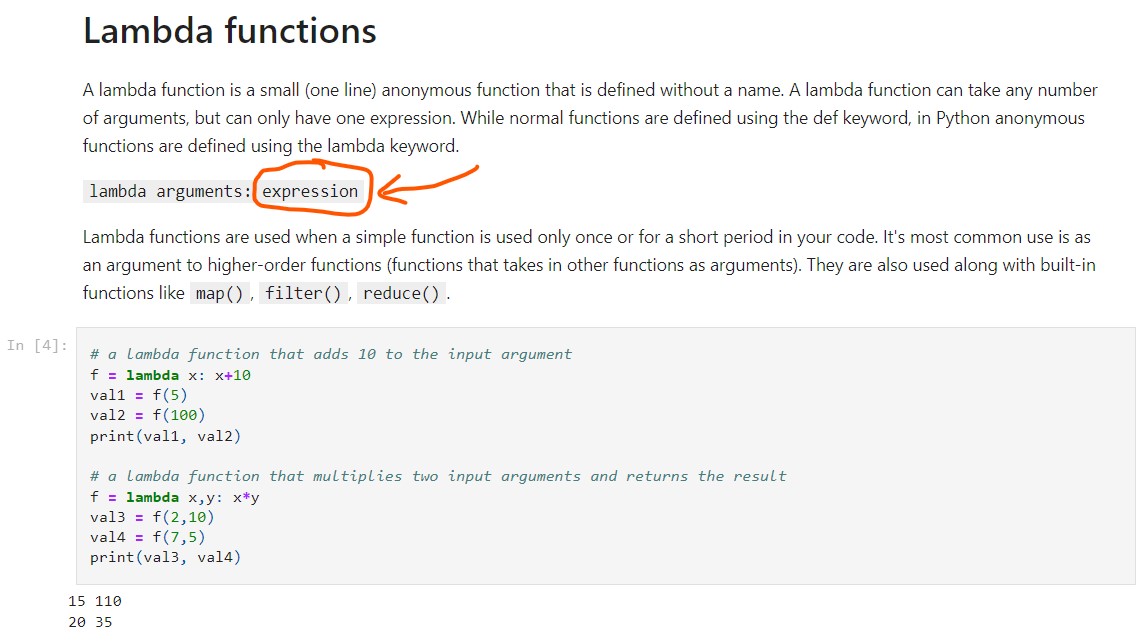 Lambda functions
A lambda function is a small (one line) anonymous function that is defined without a name. A lambda function can take any number
of arguments, but can only have one expression. While normal functions are defined using the def keyword, in Python anonymous
functions are defined using the lambda keyword.
lambda arguments: expression
Lambda functions are used when a simple function is used only once or for a short period in your code. It's most common use is as
an argument to higher-order functions (functions that takes in other functions as arguments). They are also used along with built-in
functions like map() , filter() , reduce() .
In [4]:
# a lambda function that adds 10 to the input argument
f = lambda x: x+10
val1 = f(5)
val2 = f(100)
print(val1, val2)
# a lambda function that multiplies two input arguments and returns the result
f = lambda x,y: x*y
val3 = f(2,10)
val4 = f(7,5)
print(val3, val4)
15 110
20 35